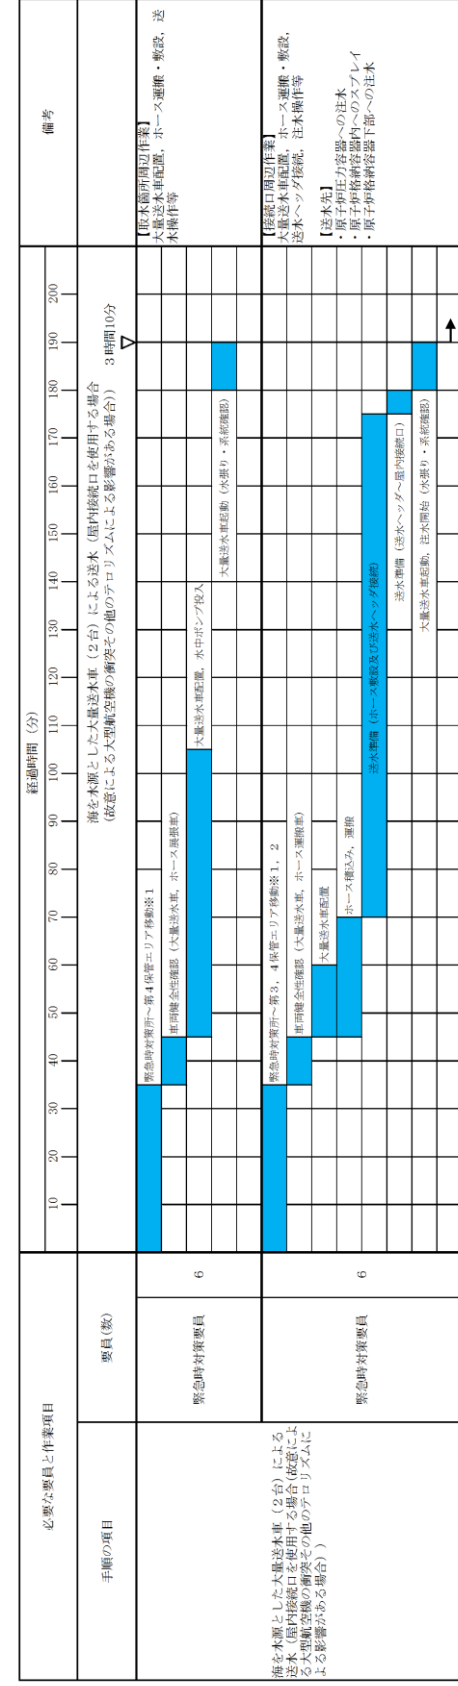 必要な要員と作業項目
経過時間（分）
備考
10 20 30 40 50 60 70 80 90 100 110 120 130 140 150 160 170 180 190 200
手順の項目
要員(数)
海を水源とした大量送水車（２台）による送水（屋内接続口を使用する場合
(故意による大型航空機の衝突その他のテロリズムによる影響がある場合)）
３時間10分
海を水源とした大量送水車（２台）による
送水（屋内接続口を使用する場合(故意によ
る大型航空機の衝突その他のテロリズムに
よる影響がある場合)）
緊急時対策要員
6
緊急時対策所～第４保管エリア移動※１
車両健全性確認（大量送水車，ホース展張車）
大量送水車配置，水中ポンプ投入
大量送水車起動（水張り・系統確認）
【取水箇所周辺作業】
大量送水車配置，ホース運搬・敷設，送
水操作等
緊急時対策要員
6
緊急時対策所～第３，４保管エリア移動※１，２
車両健全性確認（大量送水車，ホース運搬車）
大量送水車配置
ホース積込み，運搬
送水準備（ホース敷設及び送水ヘッダ接続）
送水準備（送水ヘッダ～屋内接続口）
大量送水車起動，注水開始（水張り・系統確認）
【接続口周辺作業】
大量送水車配置，ホース運搬・敷設，
送水ヘッダ接続，注水操作等
【送水先】
・原子炉圧力容器への注水
・原子炉格納容器内へのスプレイ
・原子炉格納容器下部への注水